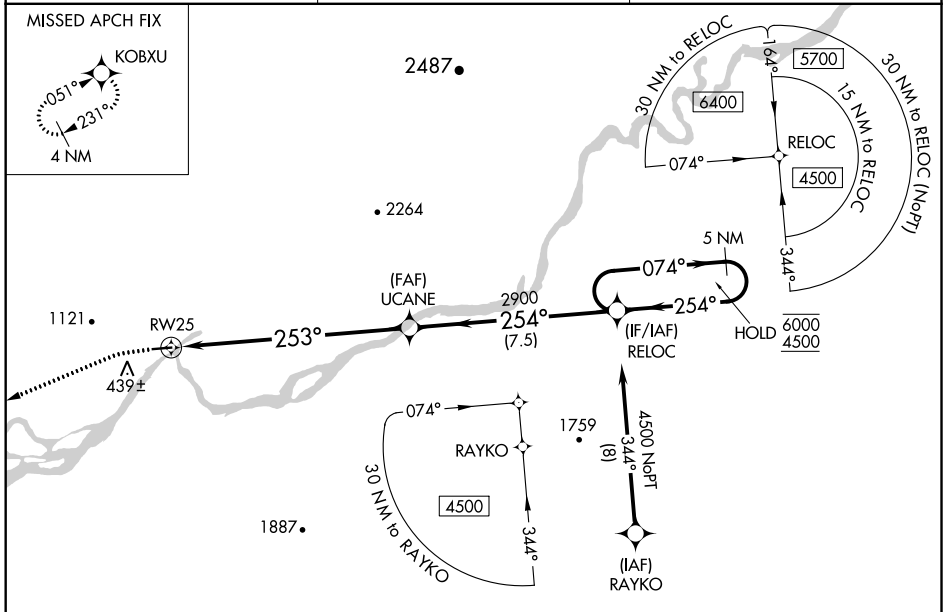 MISSED APCH FIX
KOBXU
051°
231°
4 NM
2487
2264
30 NM to RELOC
6400
164°
5700
30 NM to RELOC (NoPT)
15 NM to RELOC
RELOC
074°
4500
344°
5 NM
074°
254°
HOLD
6000
4500
(IF/IAF)
RELOC
(FAF)
UCANE
2900
254°
(7.5)
1121
RW25
253°
439±
074°
RAYKO
4500
30 NM to RAYKO
344°
1759
4500 NoPT
344°
(8)
1887
(IAF)
RAYKO